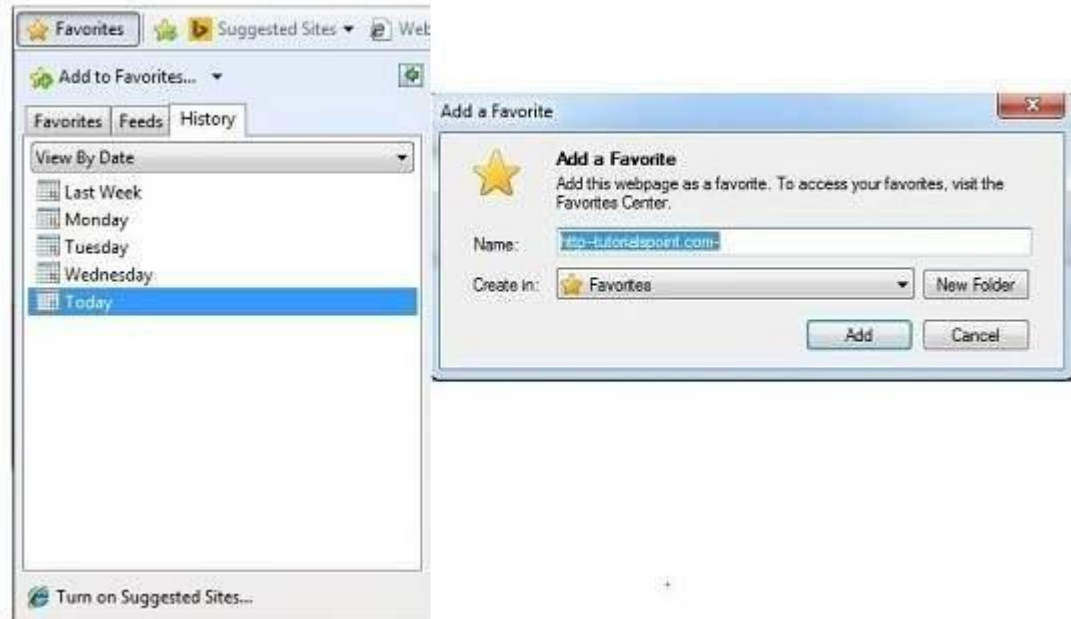 Favorites Suggested Sites Web
Add to Favorites...
Favorites Feeds History
View By Date
Last Week
Monday
Tuesday
Wednesday
Today
Turn on Suggested Sites...
Add a Favorite
Add a Favorite
Add this webpage as a favorite. To access your favorites, visit the
Favorites Center.
Name: http--tutorialspoint.com-
Create in: Favorites New Folder
Add Cancel